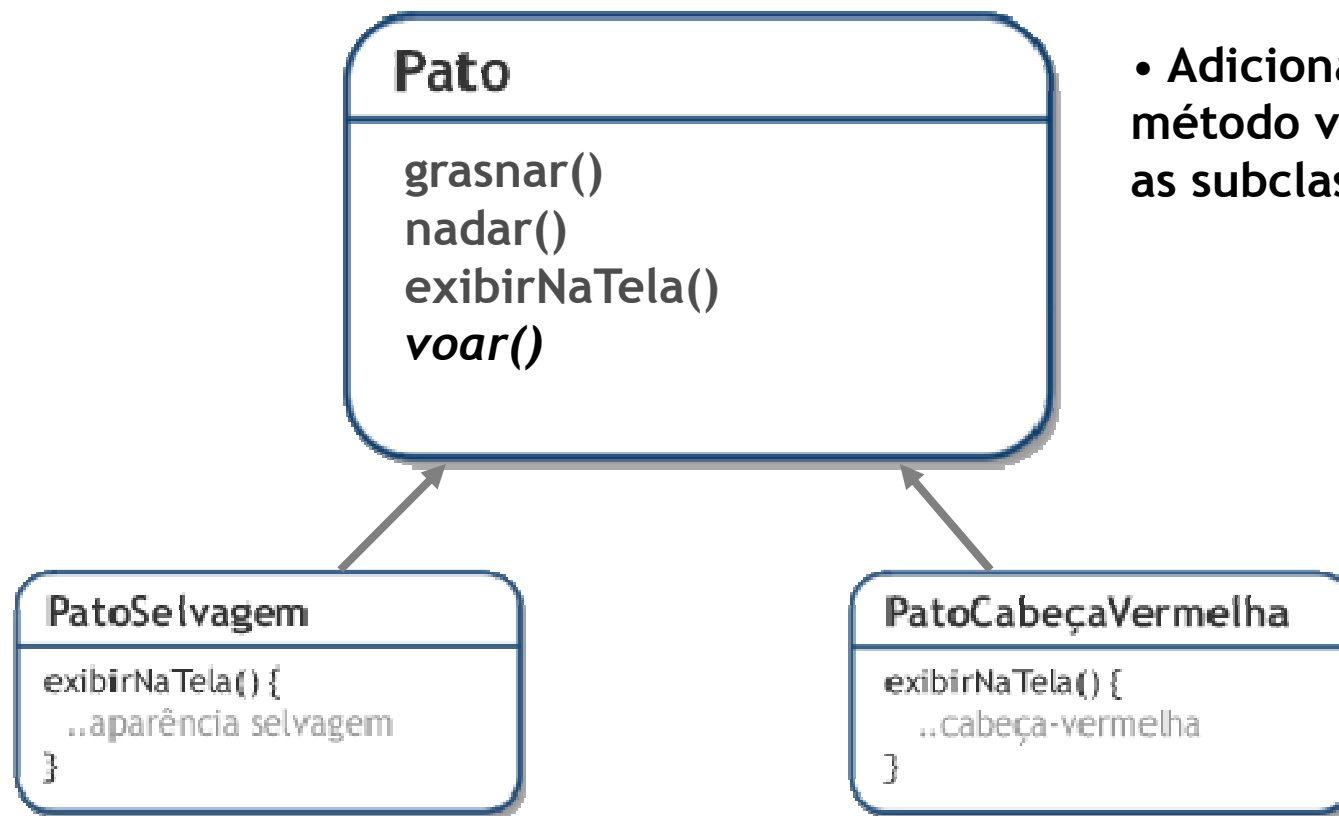 Pato
grasnar()
nadar()
exibirNaTela()
voar()
• Adiciona
método v
as subclas
PatoSelvagem
exibirNaTela() {
..aparência selvagem
}
PatoCabeçaVermelha
exibirNaTela() {
..cabeça-vermelha
}